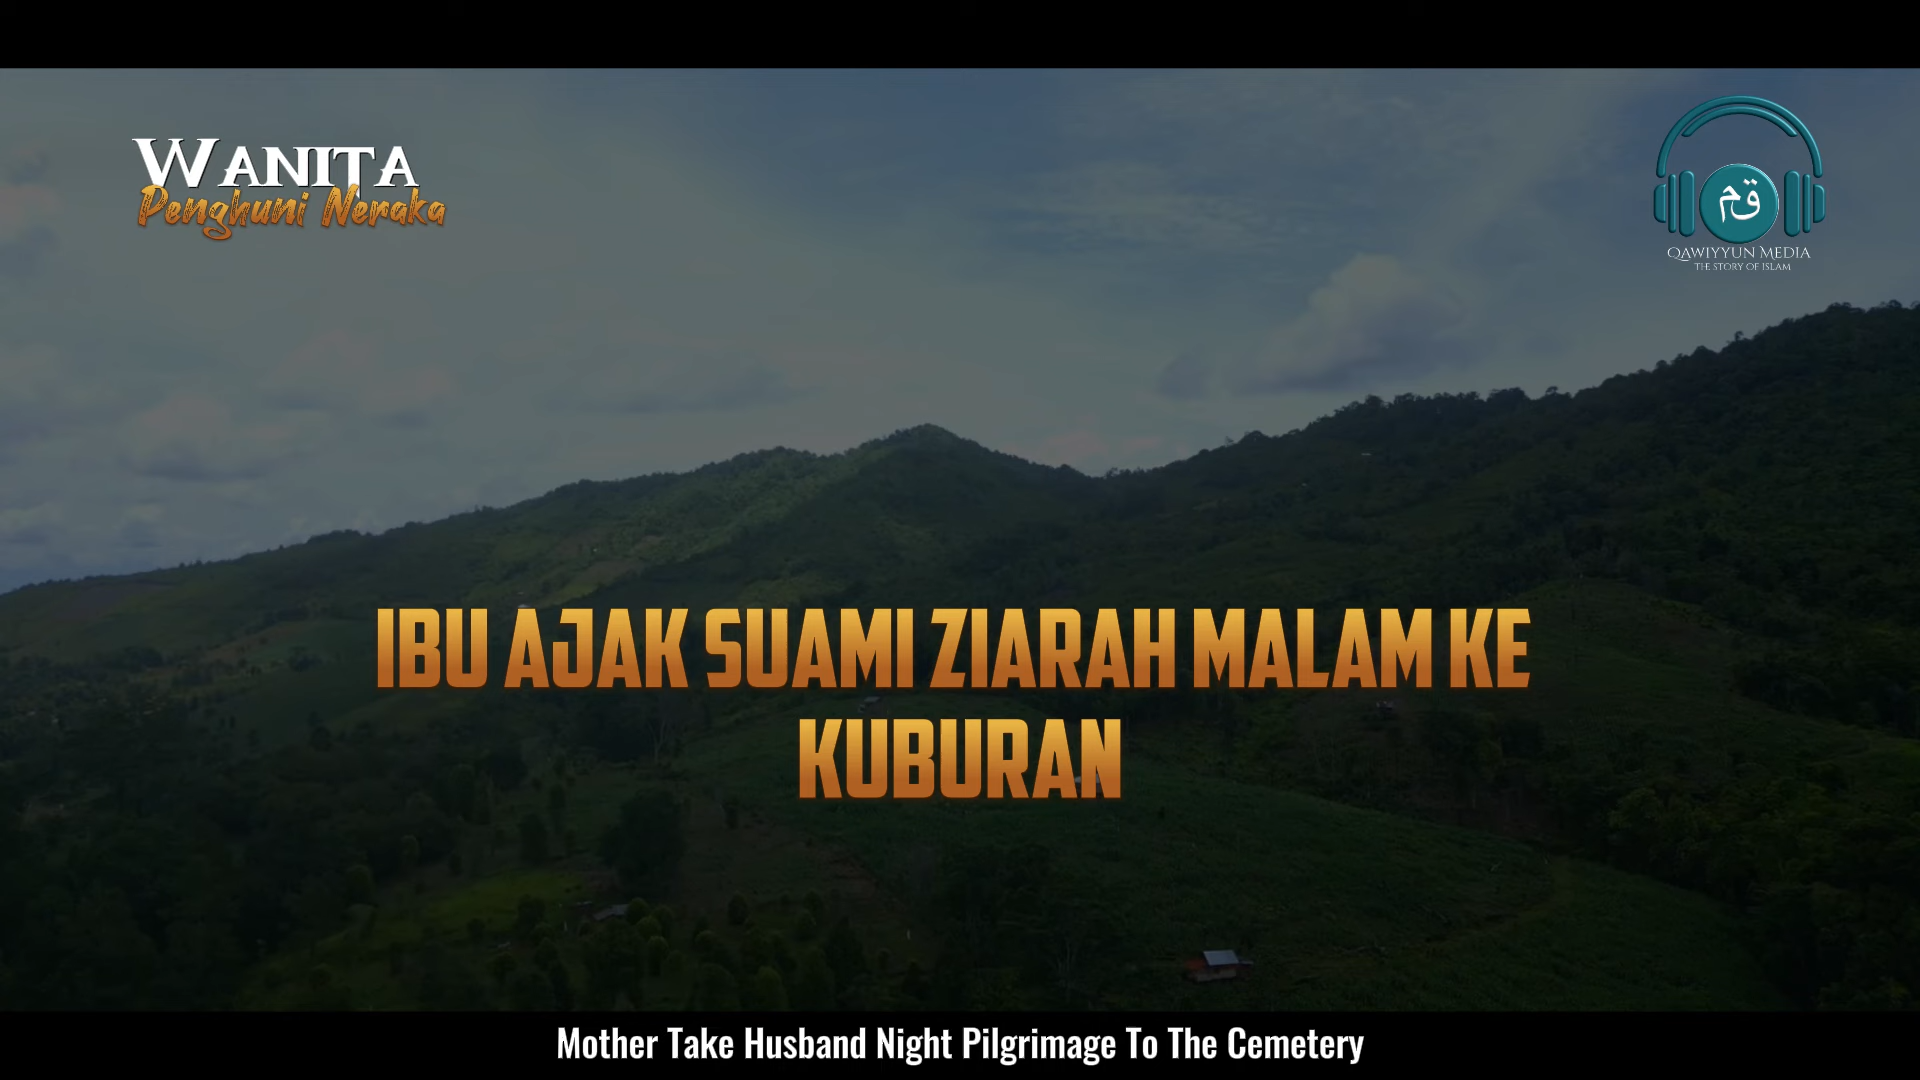 WANITA
Penghuni Neraka
قم
QAWIYYUN MEDIA
THE STORY OF ISLAM
IBU AJAK SUAMI ZIARAH MALAM KE
KUBURAN
Mother Take Husband Night Pilgrimage To The Cemetery